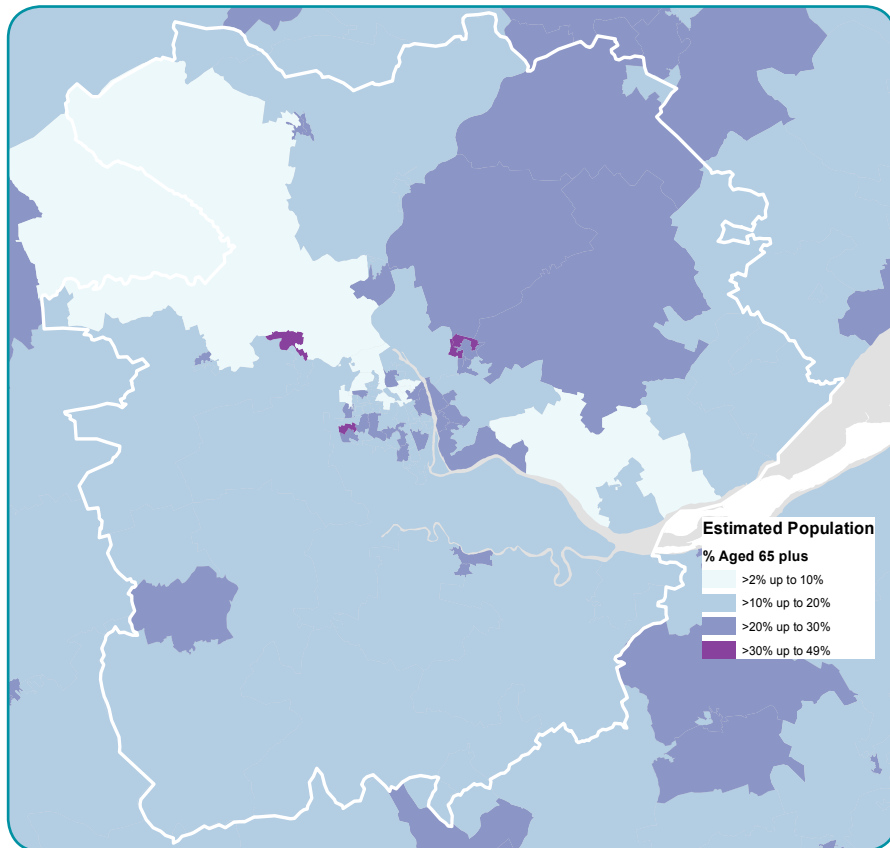 Estimated Population
% Aged 65 plus
>2% up to 10%
>10% up to 20%
>20% up to 30%
>30% up to 49%